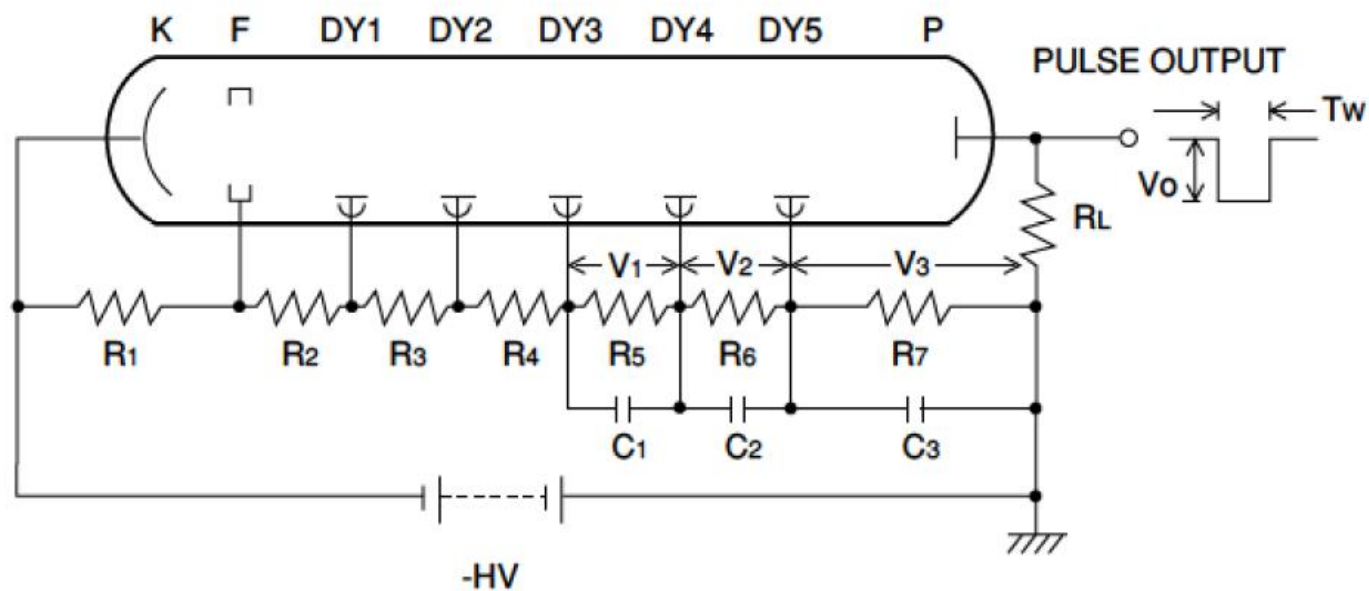 K F DY1 DY2 DY3 DY4 DY5 P
PULSE OUTPUT
Tw
Vo
RL
V1 V2 V3
R1 R2 R3 R4 R5 R6 R7
C1 C2 C3
-HV